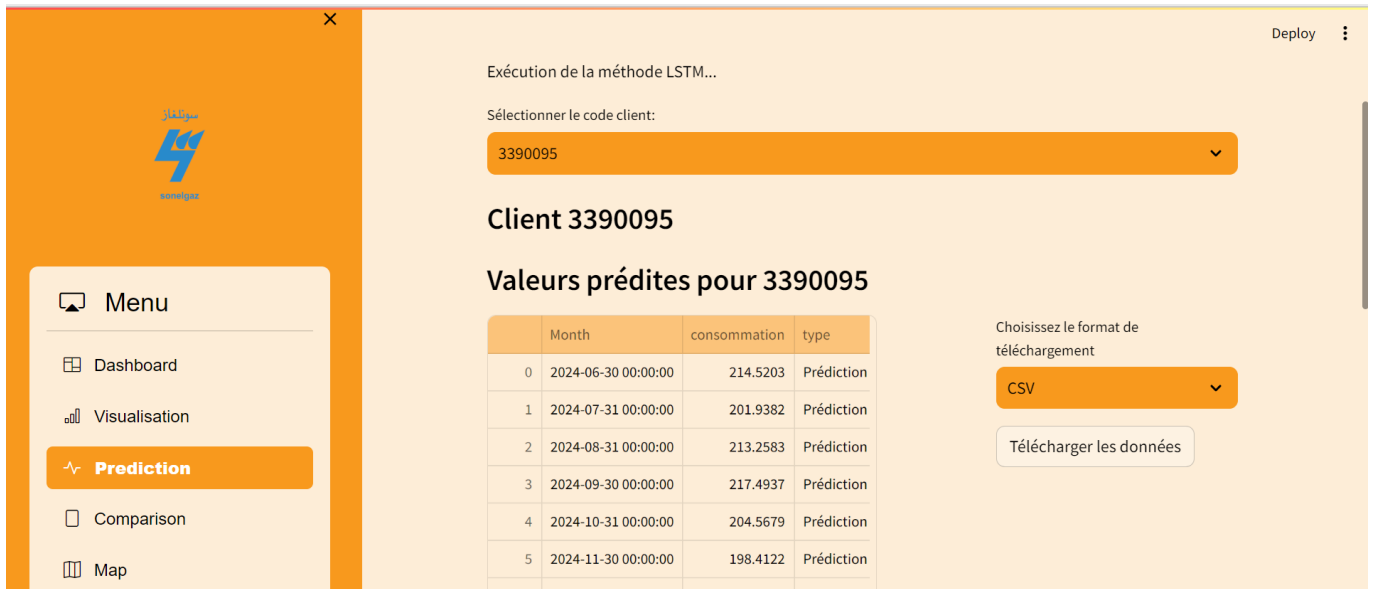 Deploy
سونلغاز
sonelgaz
Menu
Dashboard
Visualisation
Prediction
Comparison
Map
Exécution de la méthode LSTM...
Sélectionner le code client:
3390095
Client 3390095
Valeurs prédites pour 3390095
Month consommation type
0 2024-06-30 00:00:00 214.5203 Prédiction
1 2024-07-31 00:00:00 201.9382 Prédiction
2 2024-08-31 00:00:00 213.2583 Prédiction
3 2024-09-30 00:00:00 217.4937 Prédiction
4 2024-10-31 00:00:00 204.5679 Prédiction
5 2024-11-30 00:00:00 198.4122 Prédiction
Choisissez le format de
téléchargement
CSV
Télécharger les données